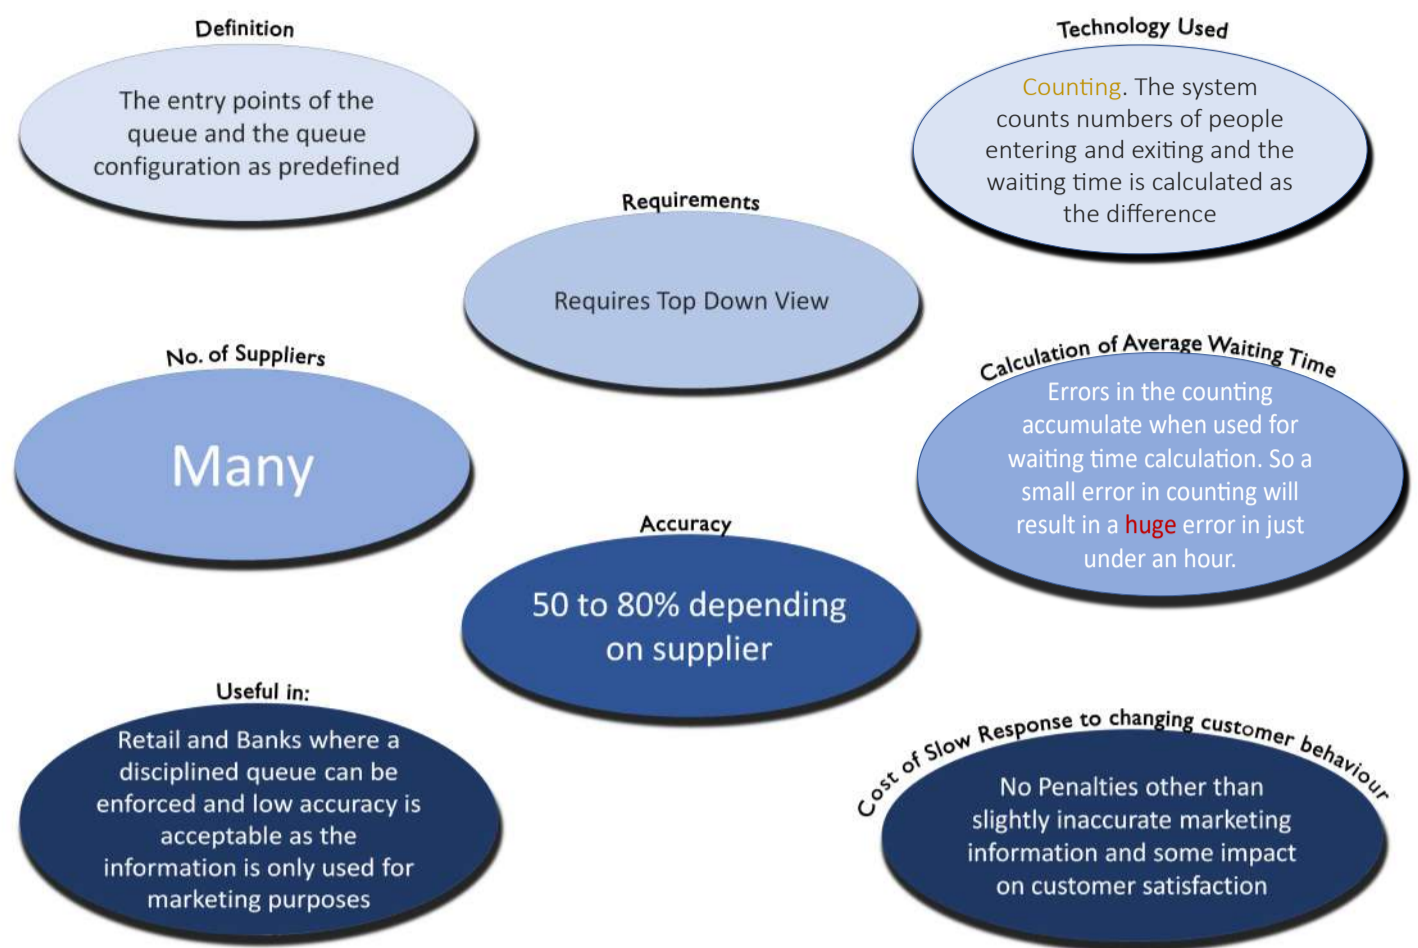 Definition
The entry points of the
queue and the queue
configuration as predefined
Technology Used
Counting. The system
counts numbers of people
entering and exiting and the
waiting time is calculated as
the difference
Requirements
Requires Top Down View
No. of Suppliers
Many
Calculation of Average Waiting Time
Errors in the counting
accumulate when used for
waiting time calculation. So a
small error in counting will
result in a huge error in just
under an hour.
Accuracy
50 to 80% depending
on supplier
Useful in:
Retail and Banks where a
disciplined queue can be
enforced and low accuracy is
acceptable as the
information is only used for
marketing purposes
Cost of Slow Response to changing customer behaviour
No Penalties other than
slightly inaccurate marketing
information and some impact
on customer satisfaction